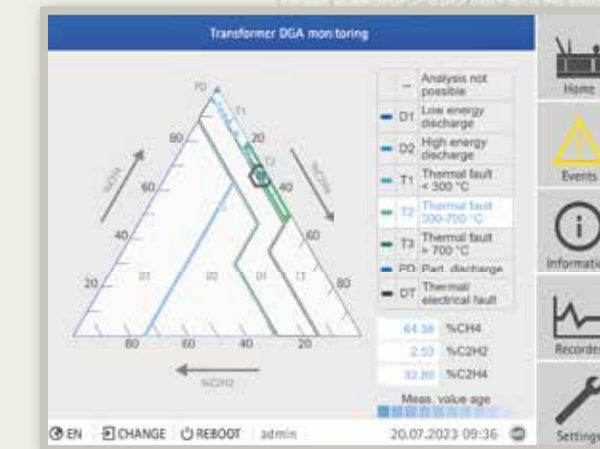 Transformer DGA monitoring
Home
Events
Information
Recorder
Settings
PD
T1
T2
80
60
40
20
20
40
60
80
80
60
40
20
%CH4
%C2H4
%C2H2
D1
D2
D1
T3
– Analysis not
possible
D1 Low energy
discharge
D2 High energy
discharge
T1 Thermal fault
< 300 °C
T2 Thermal fault
300-700 °C
T3 Thermal fault
> 700 °C
PD Part. discharge
DT Thermal/
electrical fault
64.58 %CH4
2.53 %C2H2
32.89 %C2H4
Meas. value age
EN CHANGE REBOOT admin 20.07.2023 09:36